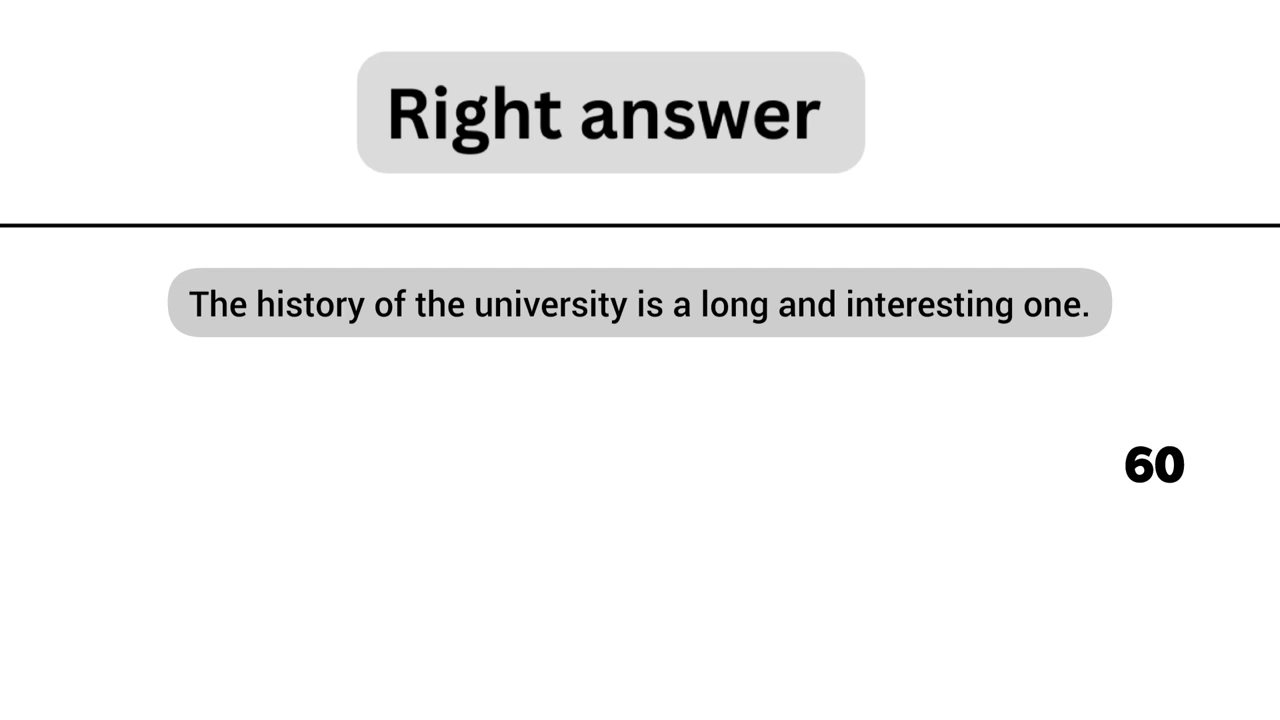 Right answer
The history of the university is a long and interesting one.
60